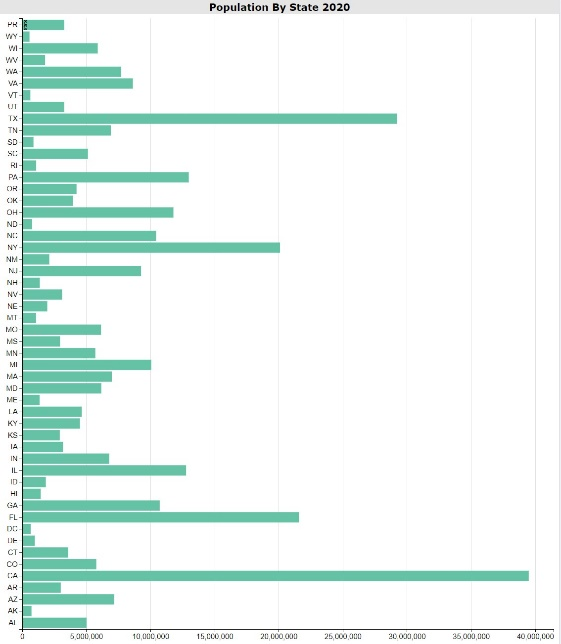 Population By State 2020
PR
WY
WI
WV
WA
VA
VT
UT
TX
TN
SD
SC
RI
PA
OR
OK
OH
ND
NC
NY
NM
NJ
NH
NV
NE
MT
MO
MS
MN
MI
MA
MD
ME
LA
KY
KS
IA
IN
IL
ID
HI
GA
FL
DC
DE
CT
CO
CA
AR
AZ
AK
AL
0 5,000,000 10,000,000 15,000,000 20,000,000 25,000,000 30,000,000 35,000,000 40,000,000